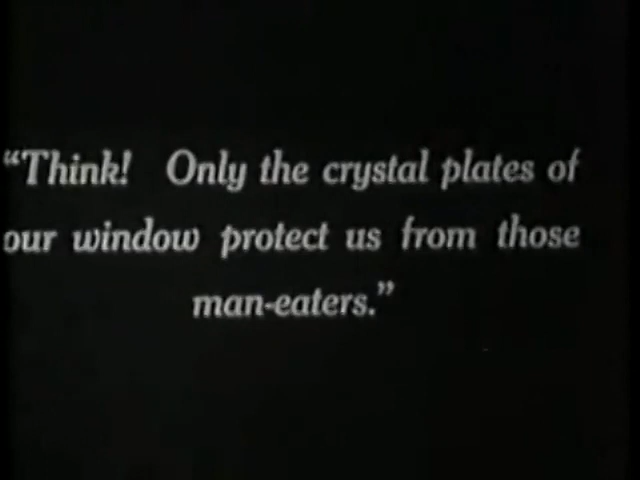 “Think! Only the crystal plates of
our window protect us from those
man-eaters.”